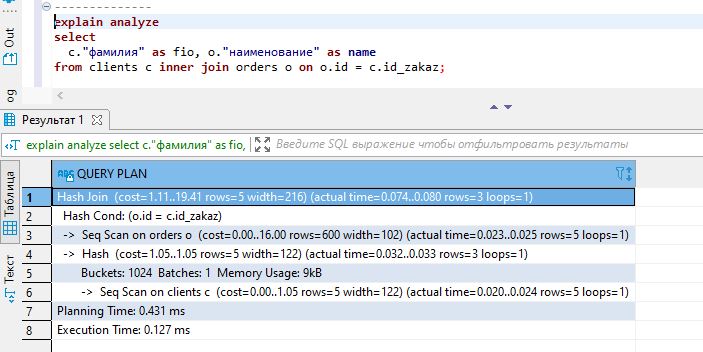 -------------
explain analyze
select
c."фамилия" as fio, o."наименование" as name
from clients c inner join orders o on o.id = c.id_zakaz;
Out
og
Результат 1
explain analyze select c."фамилия" as fio,
Введите SQL выражение чтобы отфильтровать результаты
Таблица
Текст
ABC QUERY PLAN
1 Hash Join (cost=1.11..19.41 rows=5 width=216) (actual time=0.074..0.080 rows=3 loops=1)
2 Hash Cond: (o.id = c.id_zakaz)
3 -> Seq Scan on orders o (cost=0.00..16.00 rows=600 width=102) (actual time=0.023..0.025 rows=5 loops=1)
4 -> Hash (cost=1.05..1.05 rows=5 width=122) (actual time=0.032..0.033 rows=3 loops=1)
5 Buckets: 1024 Batches: 1 Memory Usage: 9kB
6 -> Seq Scan on clients c (cost=0.00..1.05 rows=5 width=122) (actual time=0.020..0.024 rows=5 loops=1)
7 Planning Time: 0.431 ms
8 Execution Time: 0.127 ms